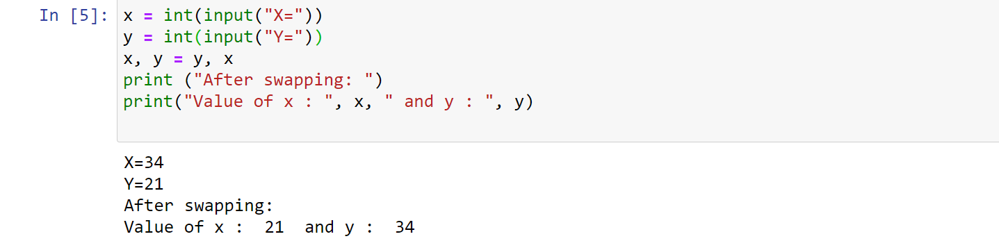 In [5]: x = int(input("X="))
y = int(input("Y="))
x, y = y, x
print ("After swapping: ")
print("Value of x : ", x, " and y : ", y)
X=34
Y=21
After swapping:
Value of x :  21  and y :  34